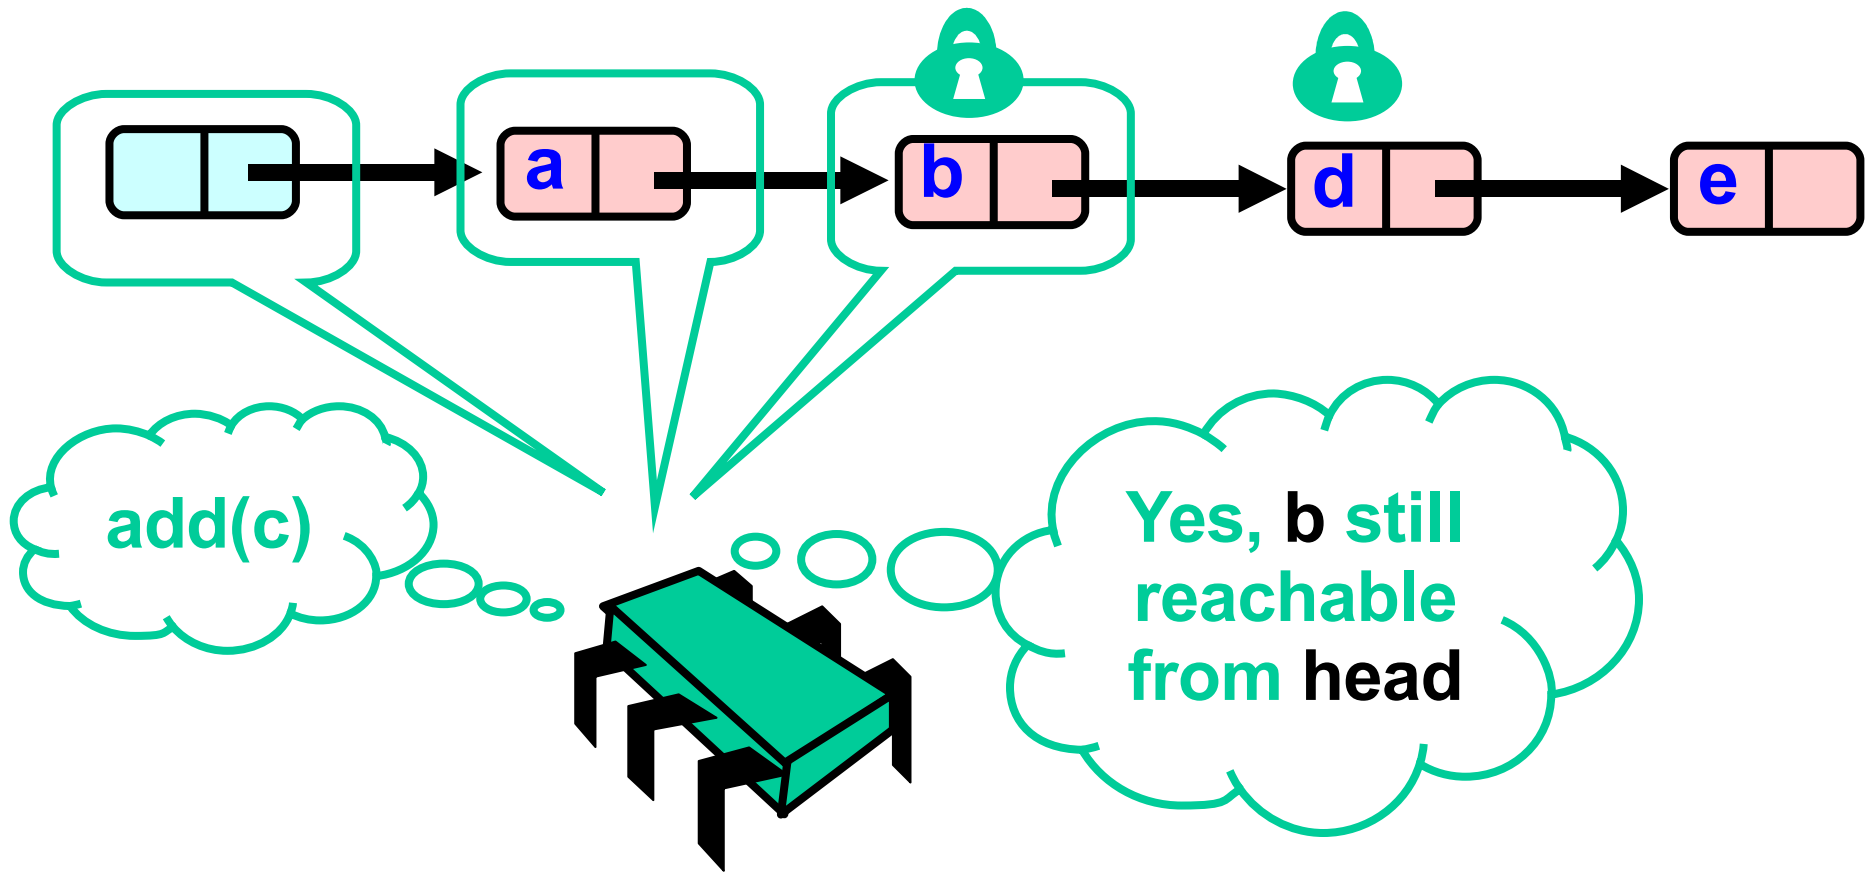 a
b
d
e
add(c)
Yes, b still
reachable
from head